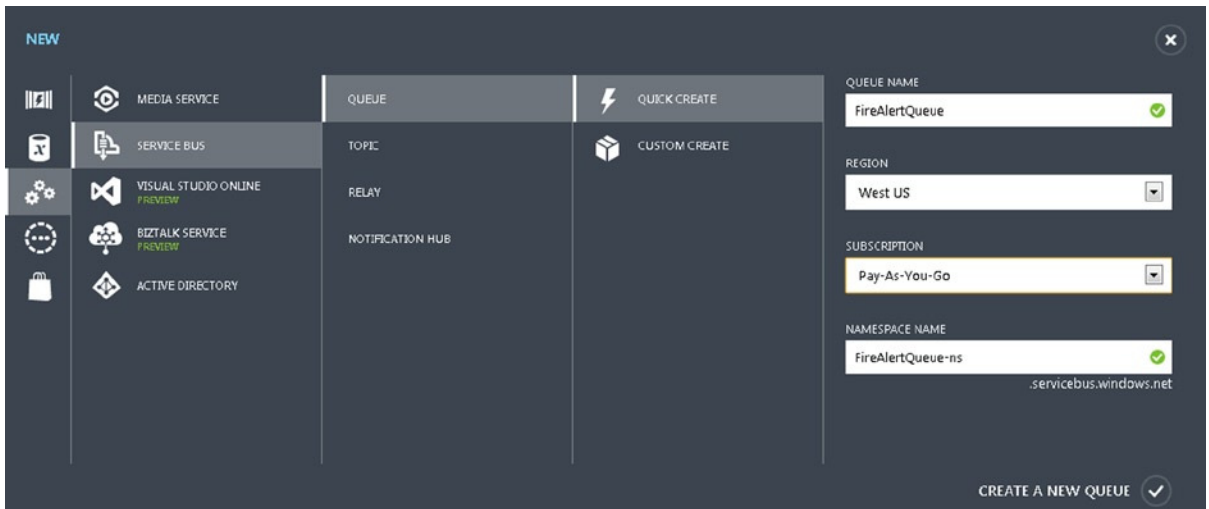 NEW
MEDIA SERVICE
SERVICE BUS
VISUAL STUDIO ONLINE
PREVIEW
BIZTALK SERVICE
PREVIEW
ACTIVE DIRECTORY
QUEUE
TOPIC
RELAY
NOTIFICATION HUB
QUICK CREATE
CUSTOM CREATE
QUEUE NAME
FireAlertQueue
REGION
West US
SUBSCRIPTION
Pay-As-You-Go
NAMESPACE NAME
FireAlertQueue-ns
.servicebus.windows.net
CREATE A NEW QUEUE